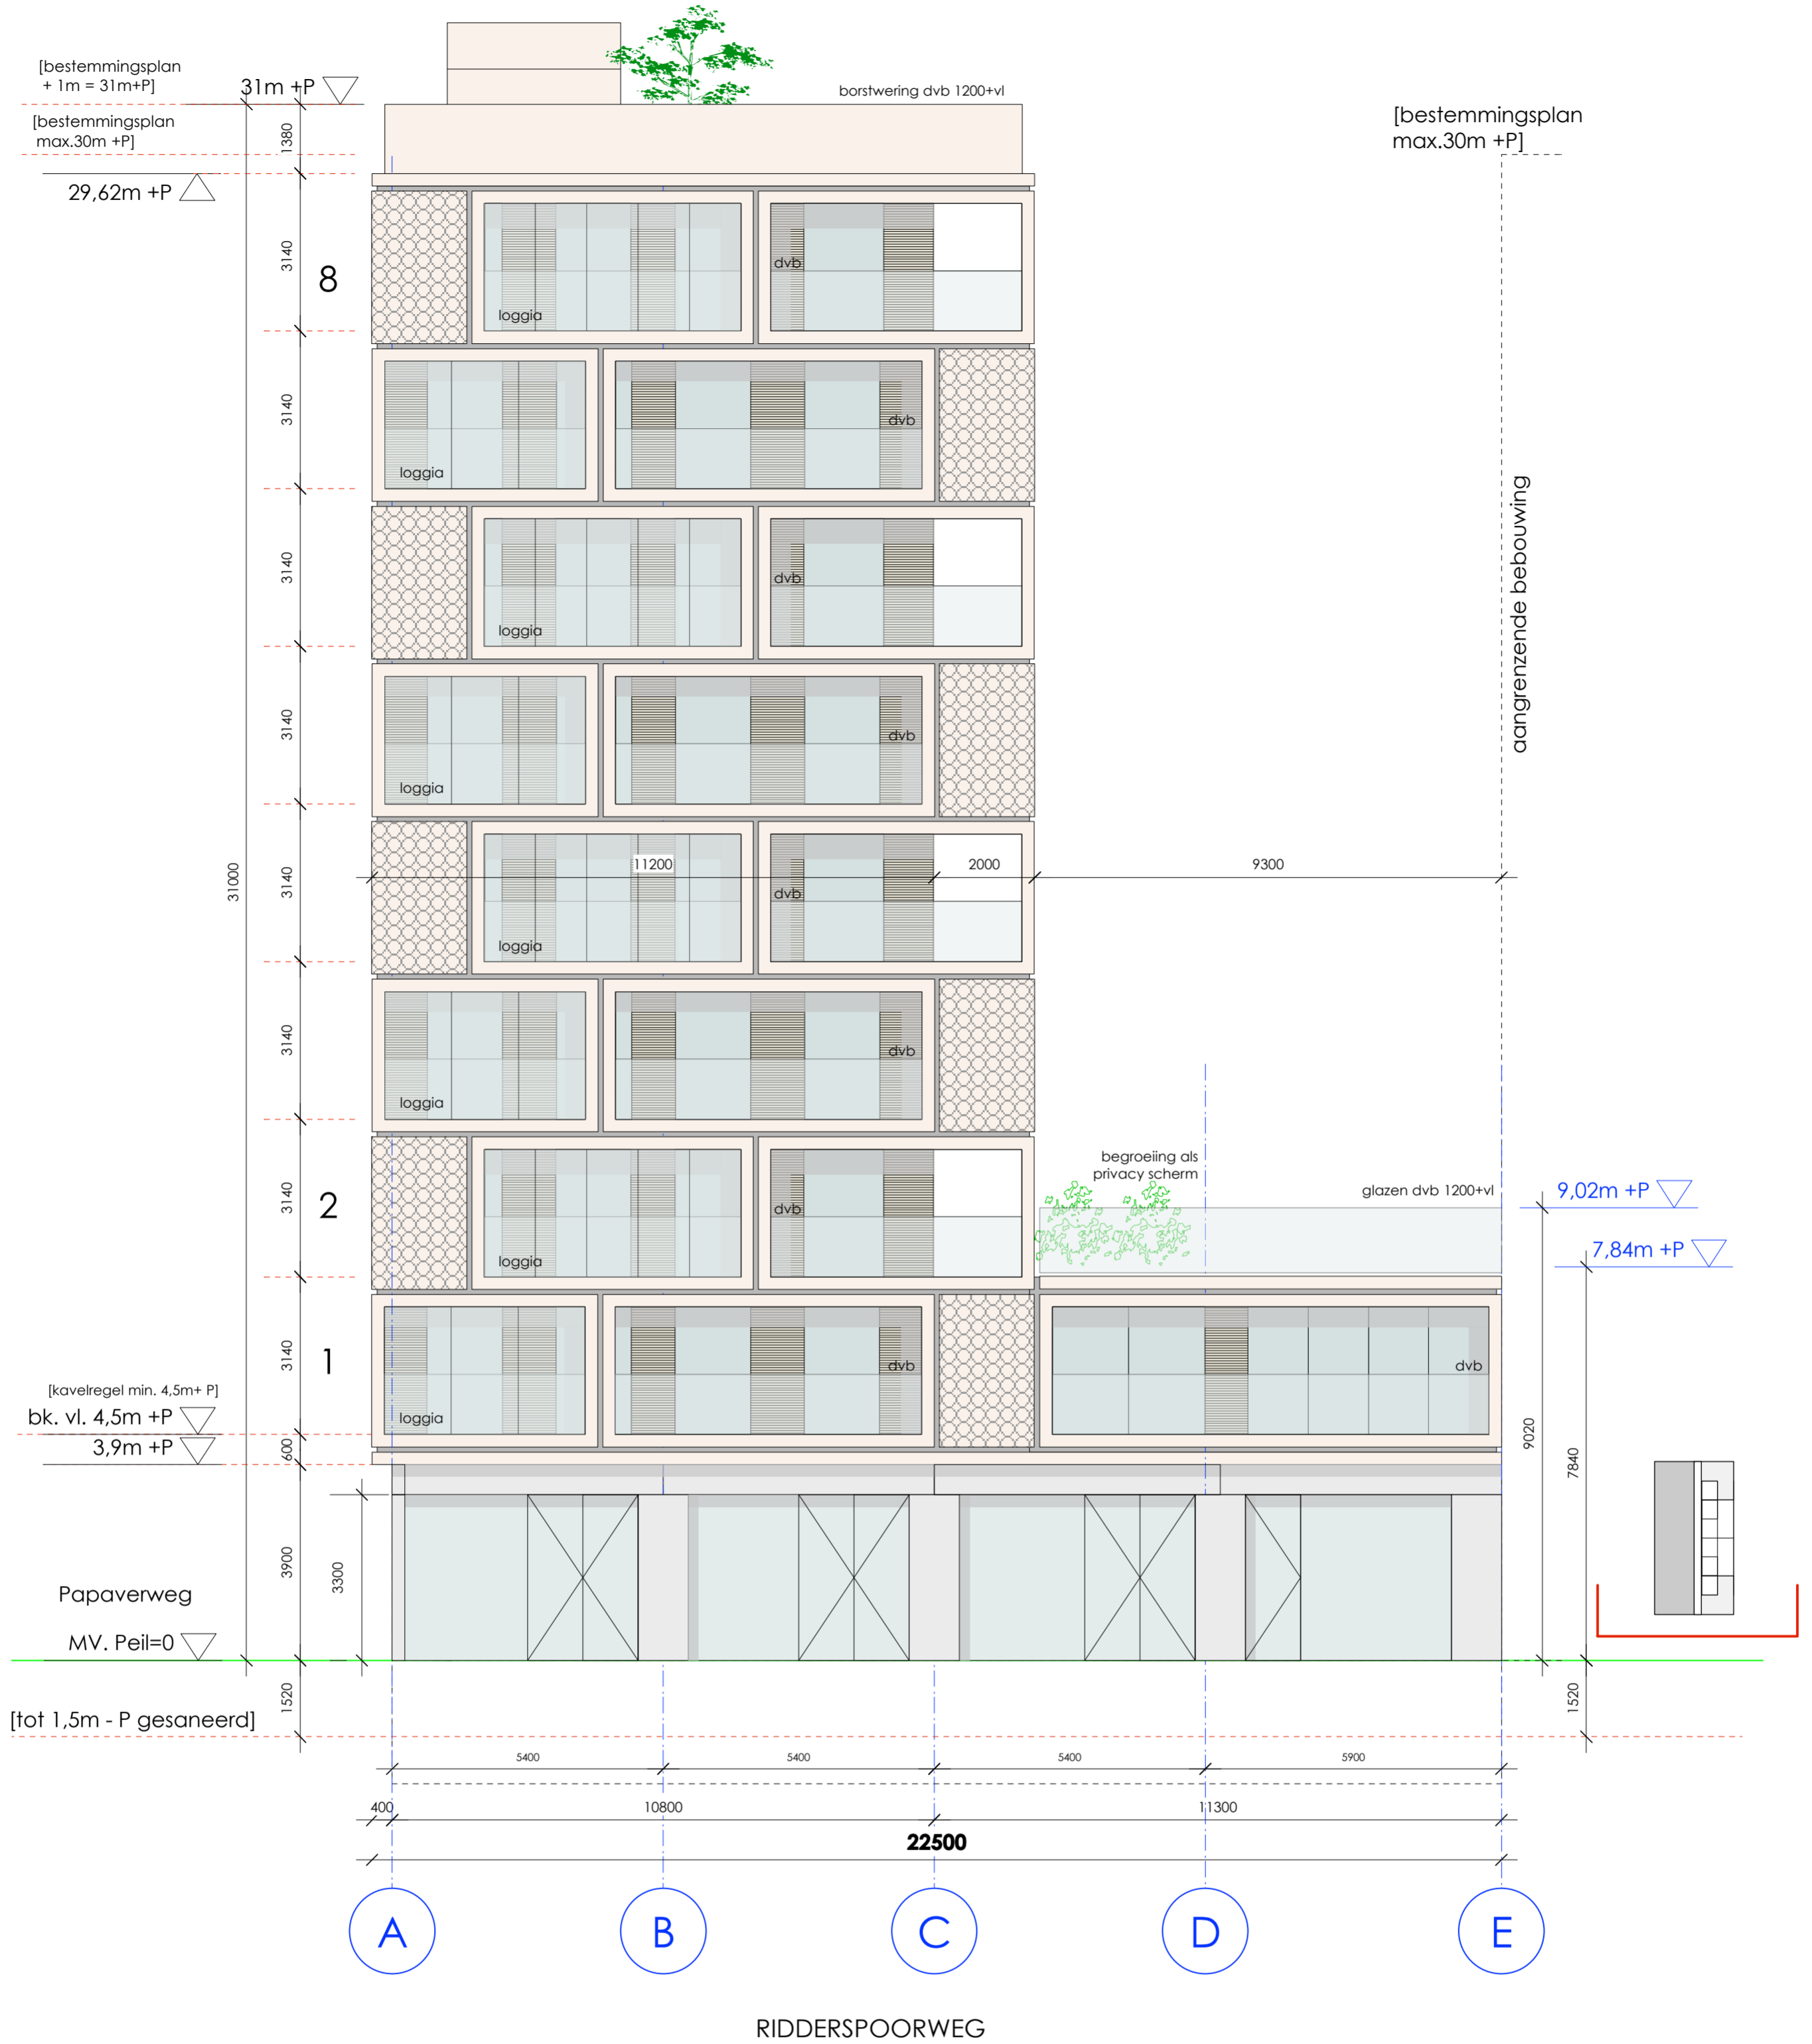 [bestemmingsplan
+ 1m = 31m+P]
31m +P
[bestemmingsplan
max.30m +P]
29,62m +P
borstwering dvb 1200+vl
[bestemmingsplan
max.30m +P]
aangrenzende bebouwing
1380
3140
8
loggia
dvb
3140
loggia
dvb
3140
loggia
dvb
3140
loggia
dvb
31000
3140
11200
2000
9300
loggia
dvb
3140
loggia
dvb
3140
2
loggia
dvb
begroeiing als
privacy scherm
glazen dvb 1200+vl
9,02m +P
7,84m +P
3140
1
loggia
dvb
dvb
[kavelregel min. 4,5m+ P]
bk. vl. 4,5m +P
3,9m +P
600
9020
7840
3900
3300
Papaverweg
MV. Peil=0
1520
1520
[tot 1,5m - P gesaneerd]
5400
5400
5400
5900
400
10800
11300
22500
A
B
C
D
E
RIDDERSPOORWEG